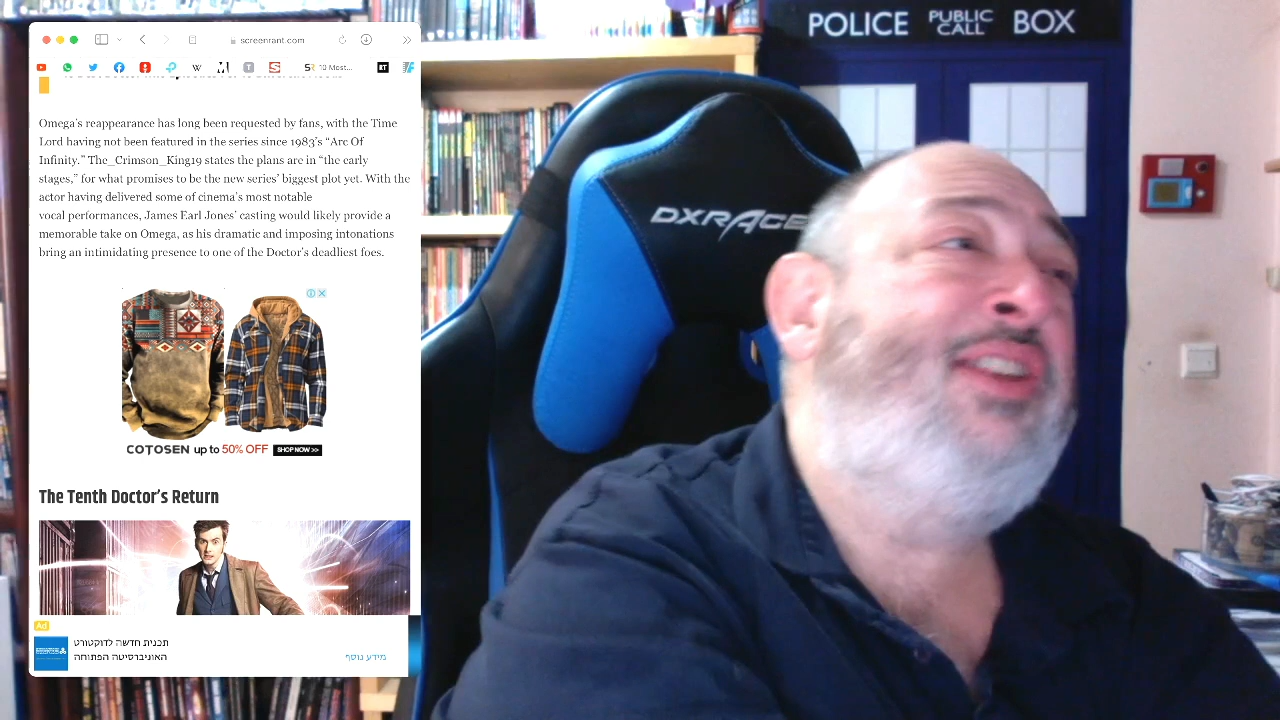 POLICE PUBLIC CALL BOX
screenrant.com
10 Most...
Omega's reappearance has long been requested by fans, with the Time
Lord having not been featured in the series since 1983's “Arc Of
Infinity.” The_Crimson_King19 states the plans are in “the early
stages,” for what promises to be the new series’ biggest plot yet. With the
actor having delivered some of cinema’s most notable
vocal performances, James Earl Jones’ casting would likely provide a
memorable take on Omega, as his dramatic and imposing intonations
bring an intimidating presence to one of the Doctor’s deadliest foes.
COTOSEN up to 50% OFF SHOP NOW >>
The Tenth Doctor’s Return
Ad
תכנית חדשה לדוקטורט
האוניברסיטה הפתוחה
מידע נוסף
DXRACE